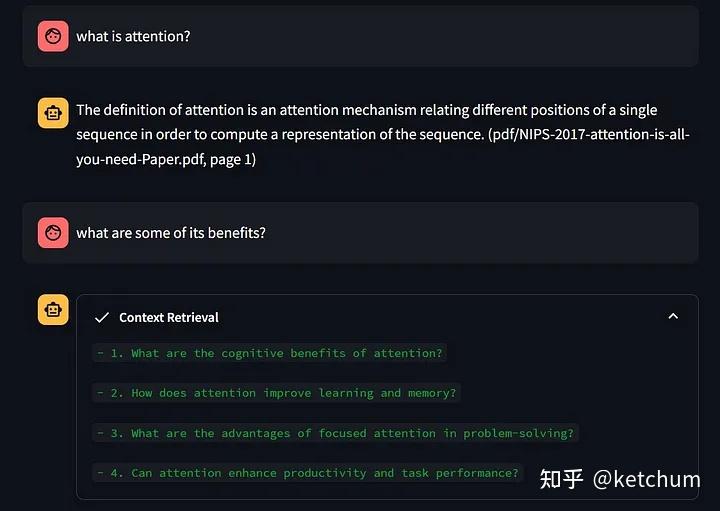 what is attention?
The definition of attention is an attention mechanism relating different positions of a single
sequence in order to compute a representation of the sequence. (pdf/NIPS-2017-attention-is-all-
you-need-Paper.pdf, page 1)
what are some of its benefits?
Context Retrieval
- 1. What are the cognitive benefits of attention?
- 2. How does attention improve learning and memory?
- 3. What are the advantages of focused attention in problem-solving?
- 4. Can attention enhance productivity and task performance?
知乎 @ketchum